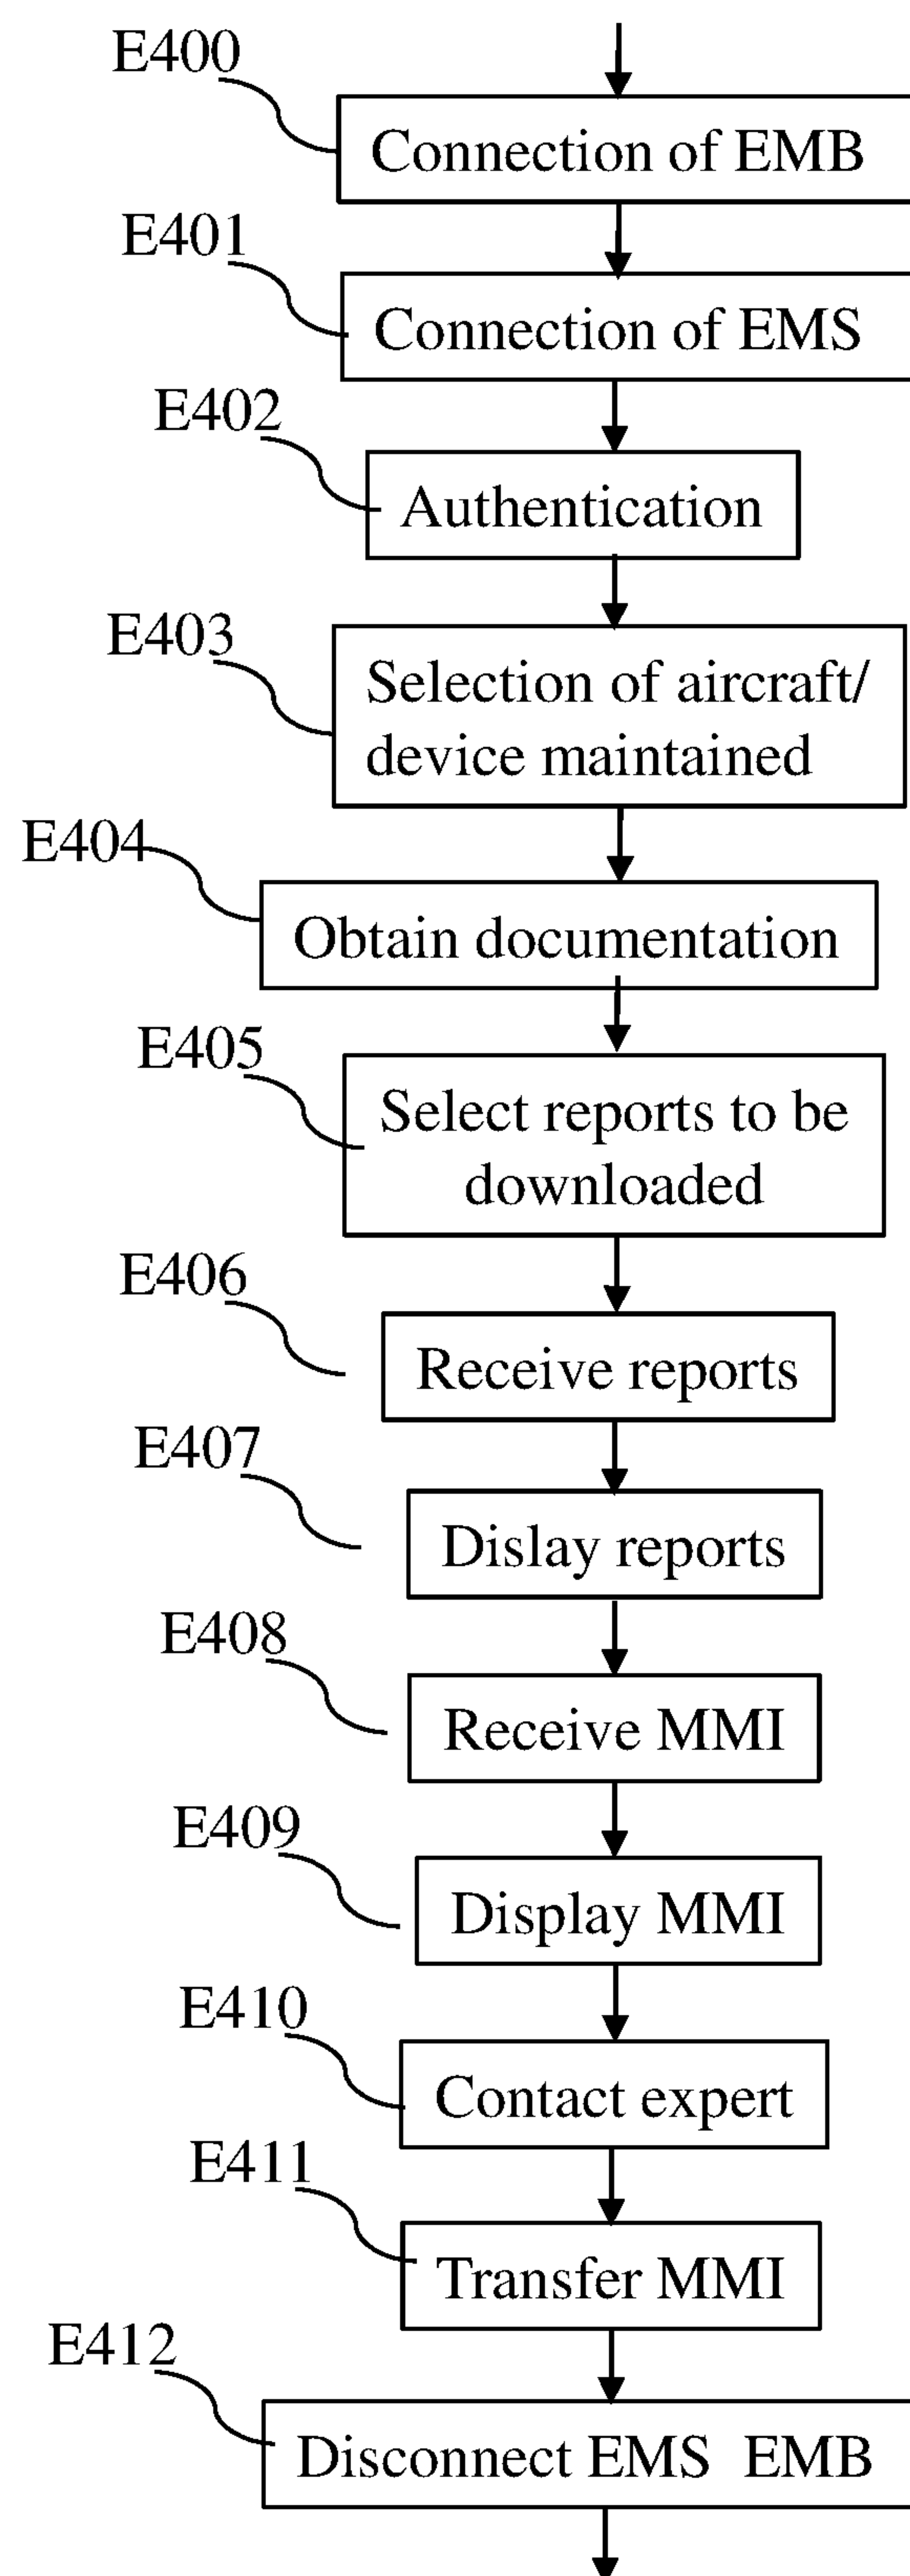 E400
Connection of EMB
E401
Connection of EMS
E402
Authentication
E403
Selection of aircraft/
device maintained
E404
Obtain documentation
E405
Select reports to be
downloaded
E406
Receive reports
E407
Dislay reports
E408
Receive MMI
E409
Display MMI
E410
Contact expert
E411
Transfer MMI
E412
Disconnect EMS EMB